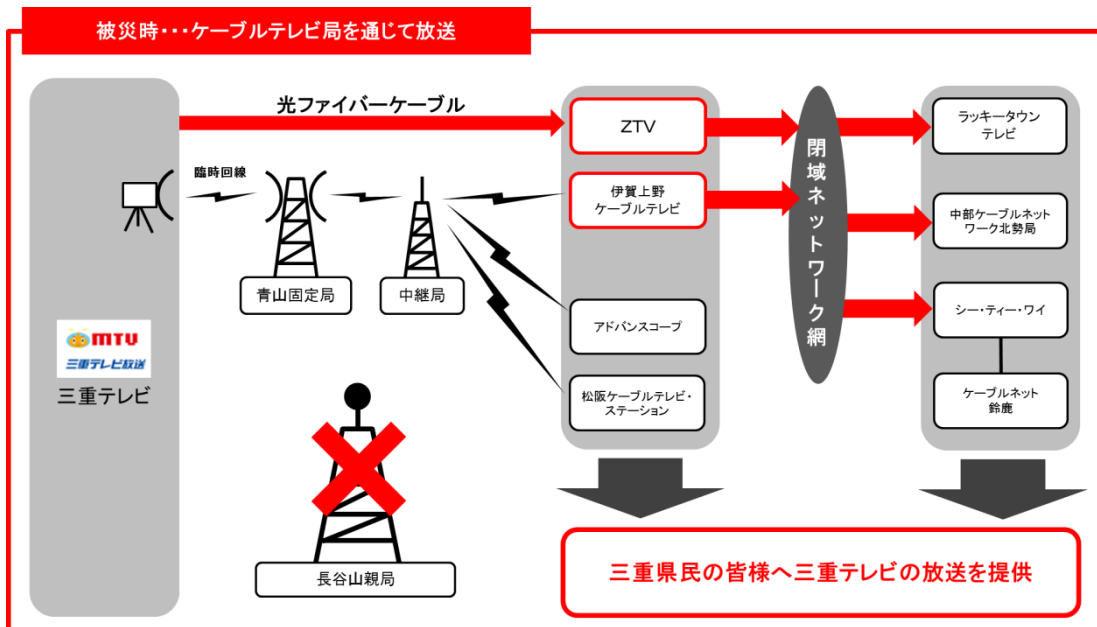 被災時・・・ケーブルテレビ局を通じて放送
光ファイバーケーブル
臨時回線
青山固定局
中継局
mTV
三重テレビ放送
三重テレビ
長谷山親局
ZTV
伊賀上野
ケーブルテレビ
アドバンスコープ
松阪ケーブルテレビ・
ステーション
閉域ネットワーク網
ラッキータウン
テレビ
中部ケーブルネット
ワーク北勢局
シー・ティー・ワイ
ケーブルネット
鈴鹿
三重県民の皆様へ三重テレビの放送を提供